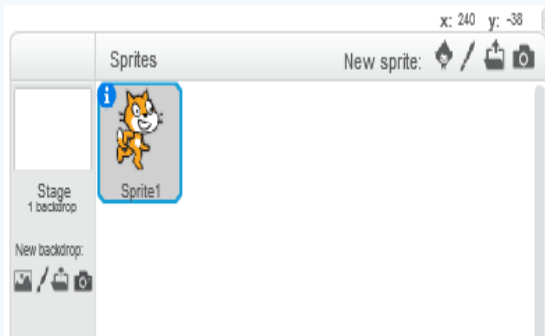 x: 240 y: -38
Sprites
New sprite:
i
Sprite1
Stage
1 backdrop
New backdrop: